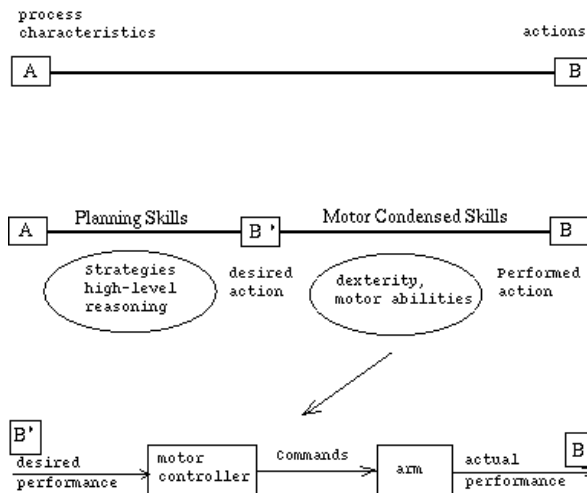 process
characteristics
actions
A
B
Planning Skills
Motor Condensed Skills
A
B'
B
Strategies
high-level
reasoning
desired
action
dexterity,
motor abilities
Performed
action
B'
B
desired
performance
motor
controller
Commands
arm
actual
performance